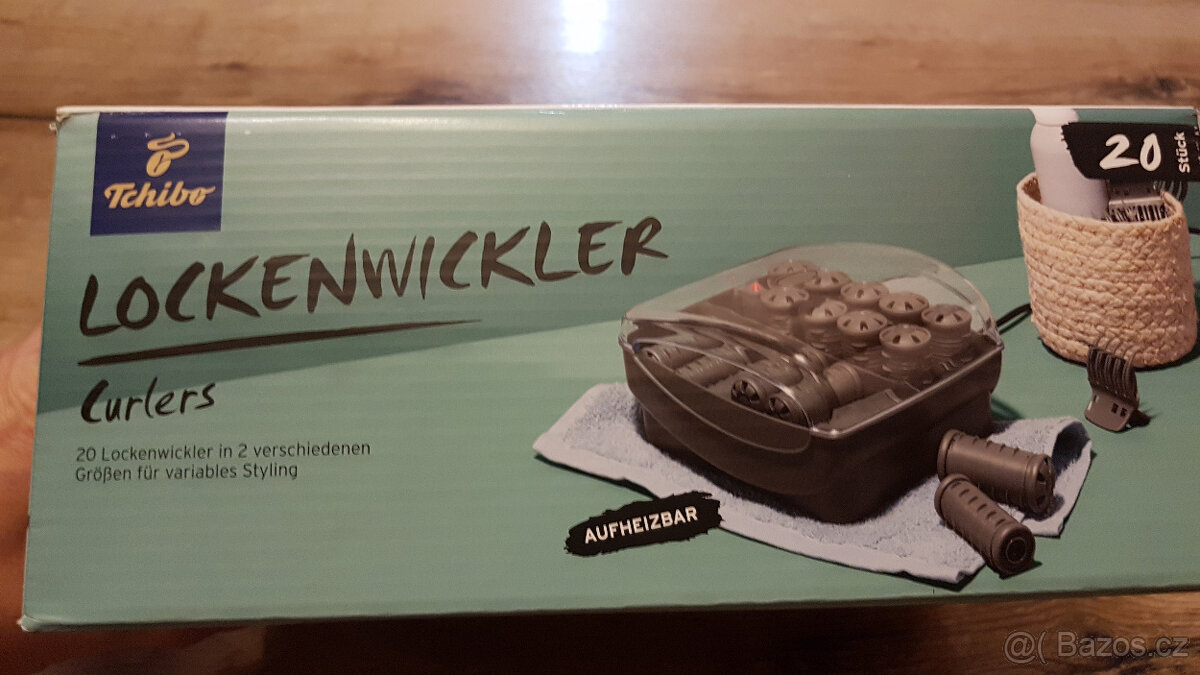 Tchibo
20
Stück
LOCKENWICKLER
Curlers
20 Lockenwickler in 2 verschiedenen
Größen für variables Styling
AUFHEIZBAR
@( Bazos.cz